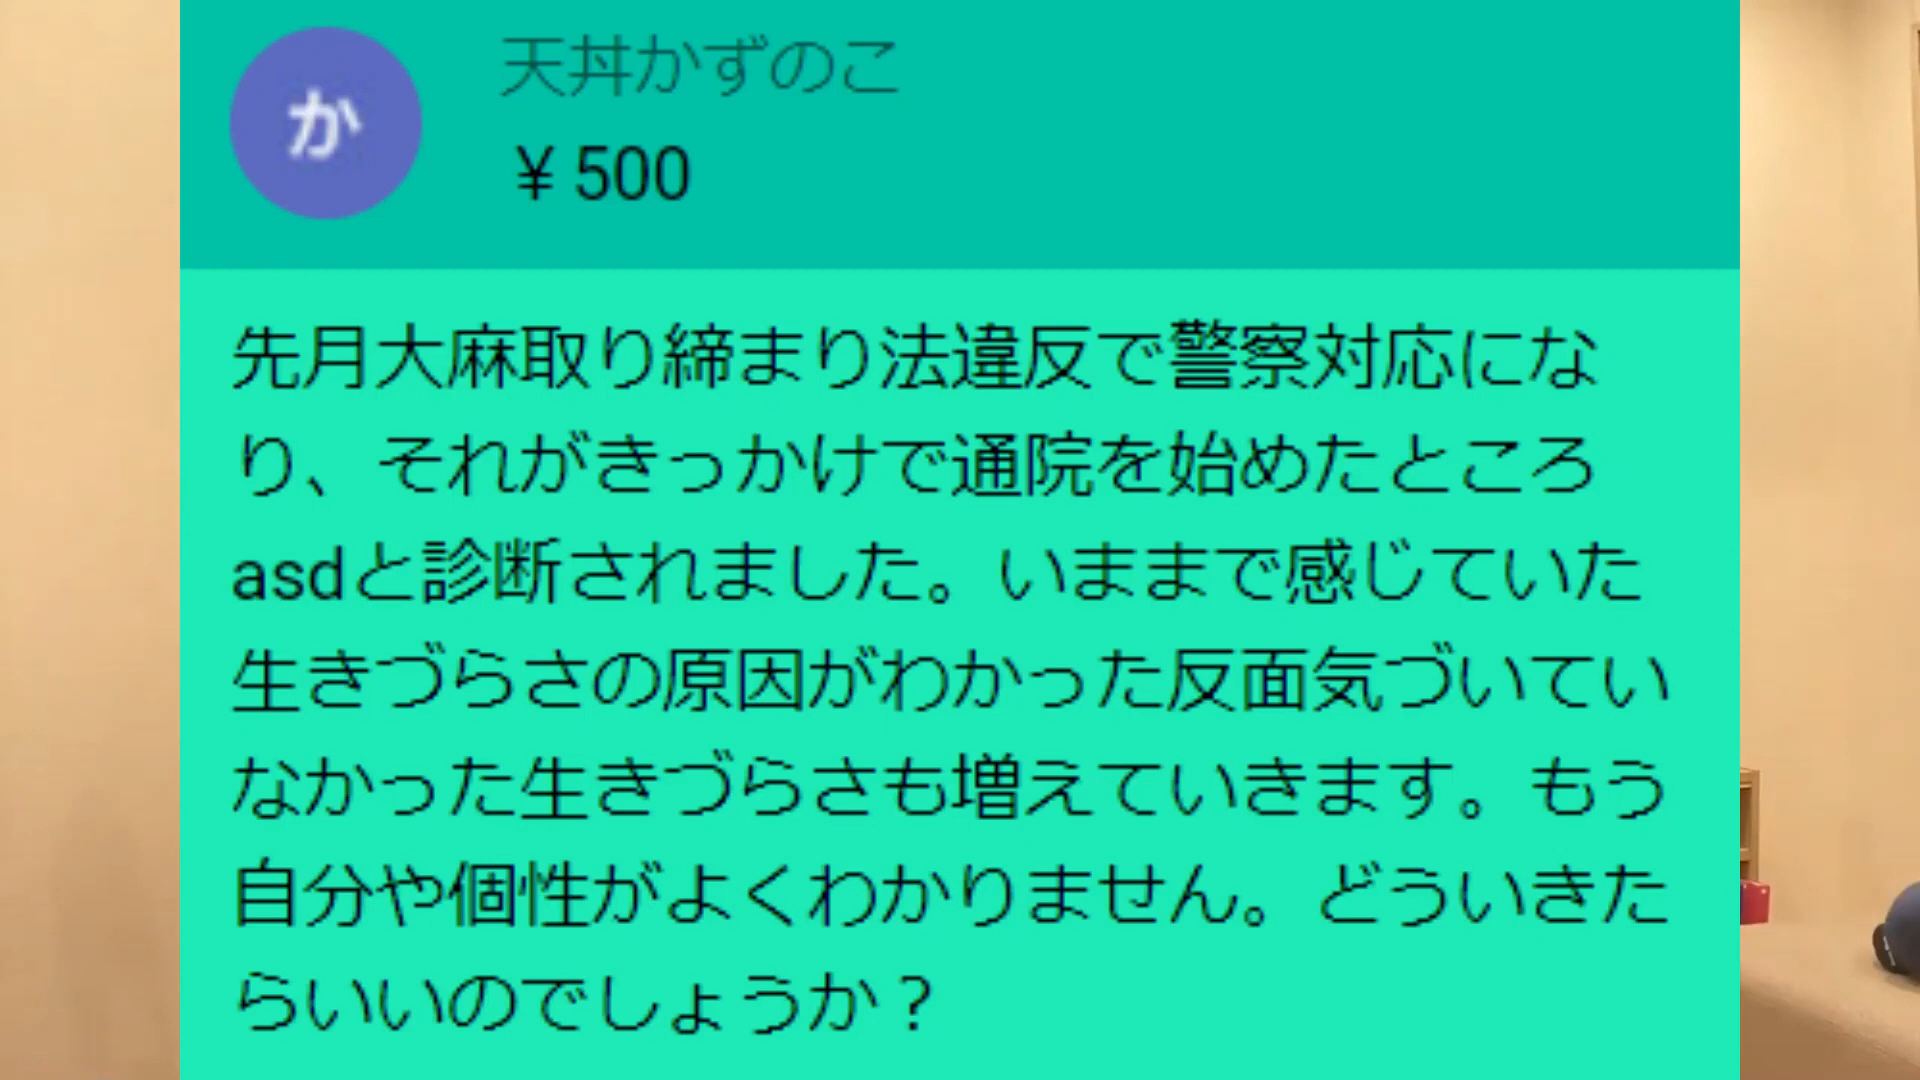 か
天丼かずのこ
¥ 500
先月大麻取り締まり法違反で警察対応にな
り、それがきっかけで通院を始めたところ
asdと診断されました。いままで感じていた
生きづらさの原因がわかった反面気づいてい
なかった生きづらさも増えていきます。もう
自分や個性がよくわかりません。どういきた
らいいのでしょうか？